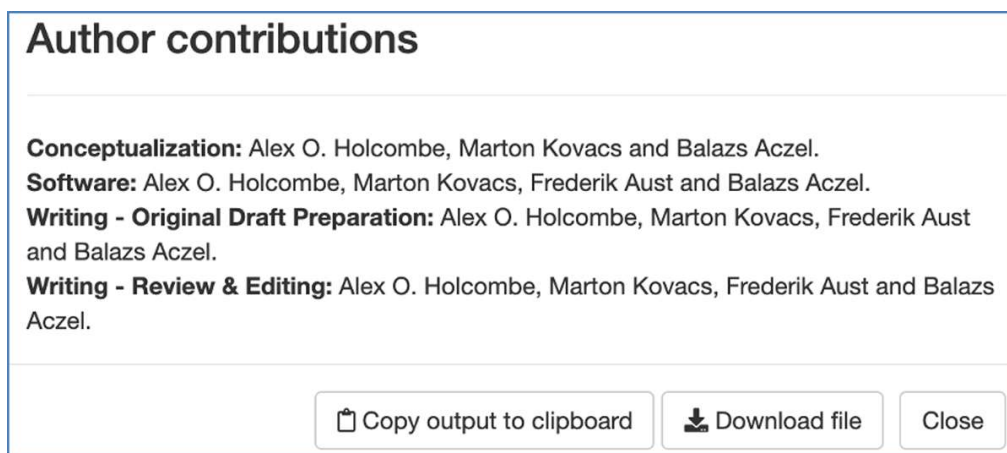 Author contributions
Conceptualization: Alex O. Holcombe, Marton Kovacs and Balazs Aczel.
Software: Alex O. Holcombe, Marton Kovacs, Frederik Aust and Balazs Aczel.
Writing - Original Draft Preparation: Alex O. Holcombe, Marton Kovacs, Frederik Aust
and Balazs Aczel.
Writing - Review & Editing: Alex O. Holcombe, Marton Kovacs, Frederik Aust and Balazs
Aczel.
Copy output to clipboard Download file Close